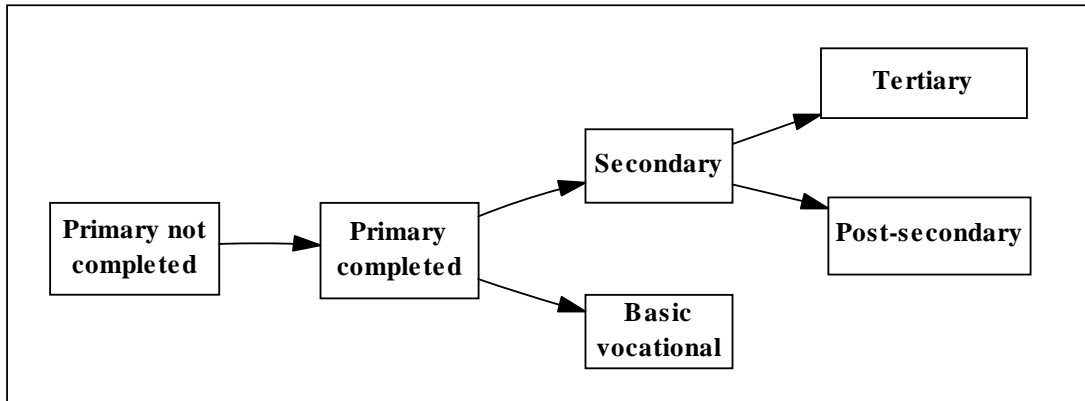 Primary not
completed
Primary
completed
Secondary
Basic
vocational
Tertiary
Post-secondary